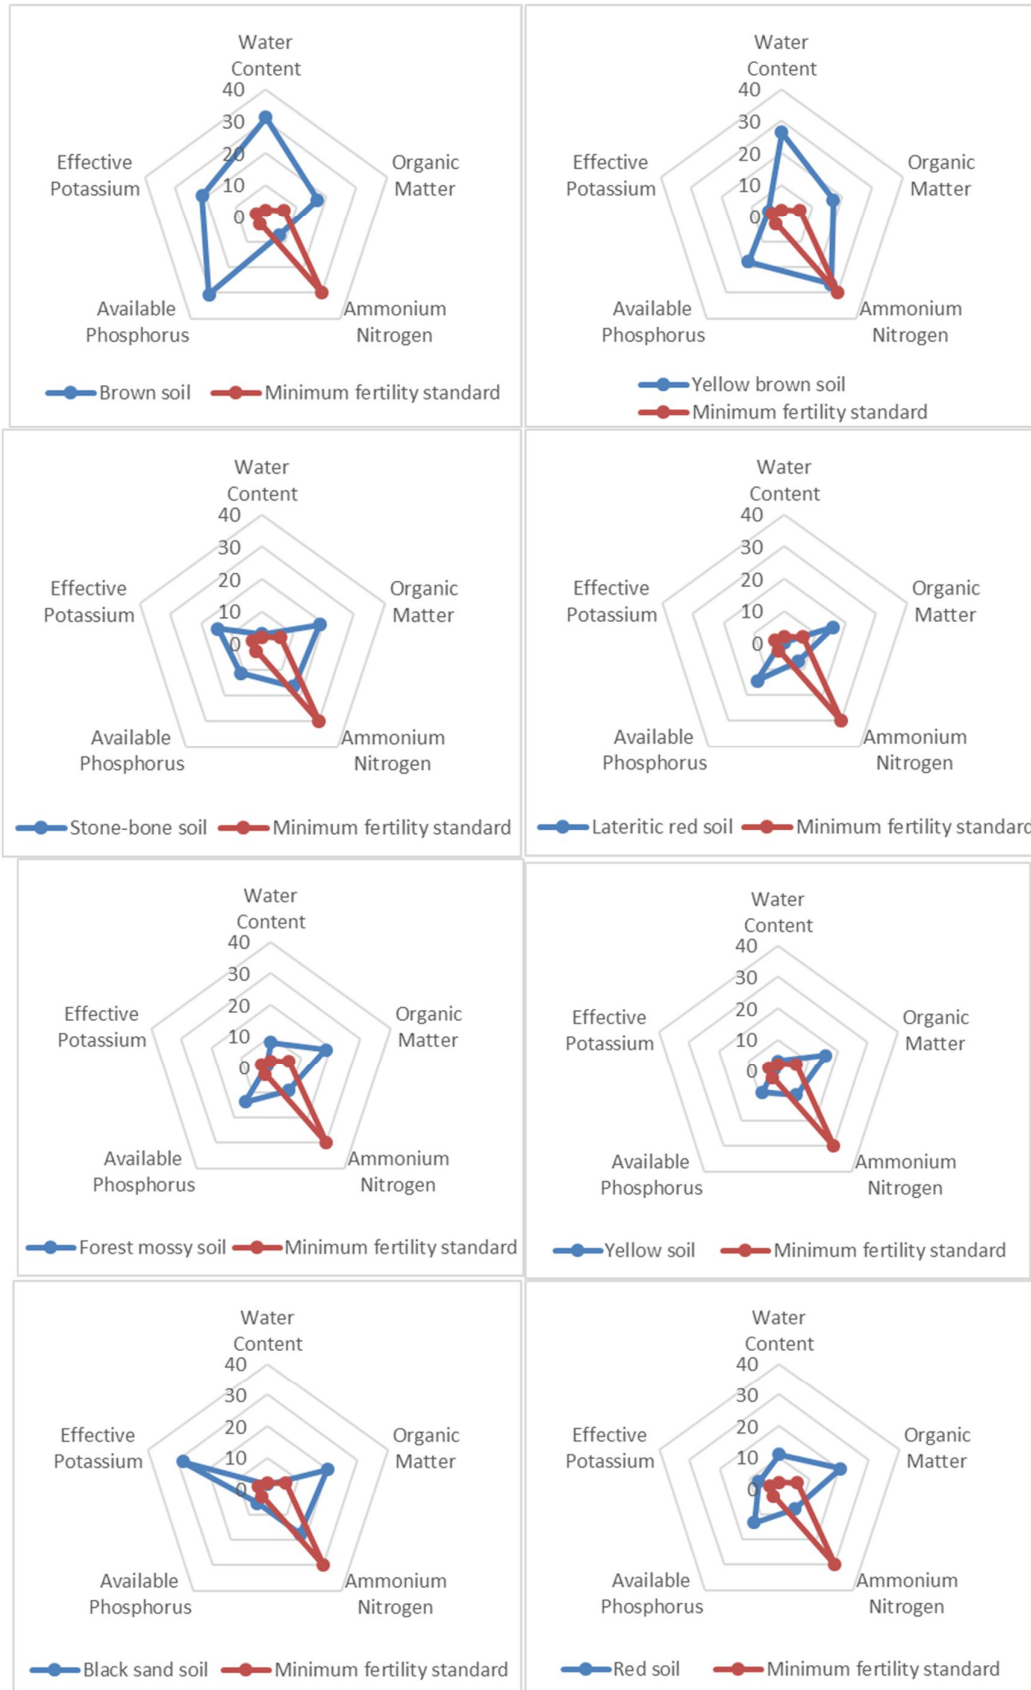 Water
Content
40
30
20
10
0
Effective
Potassium
Organic
Matter
Available
Phosphorus
Ammonium
Nitrogen
Brown soil
Minimum fertility standard
Water
Content
40
30
20
10
0
Effective
Potassium
Organic
Matter
Available
Phosphorus
Ammonium
Nitrogen
Yellow brown soil
Minimum fertility standard
Water
Content
40
30
20
10
0
Effective
Potassium
Organic
Matter
Available
Phosphorus
Ammonium
Nitrogen
Stone-bone soil
Minimum fertility standard
Water
Content
40
30
20
10
0
Effective
Potassium
Organic
Matter
Available
Phosphorus
Ammonium
Nitrogen
Lateritic red soil
Minimum fertility standard
Water
Content
40
30
20
10
0
Effective
Potassium
Organic
Matter
Available
Phosphorus
Ammonium
Nitrogen
Forest mossy soil
Minimum fertility standard
Water
Content
40
30
20
10
0
Effective
Potassium
Organic
Matter
Available
Phosphorus
Ammonium
Nitrogen
Yellow soil
Minimum fertility standard
Water
Content
40
30
20
10
0
Effective
Potassium
Organic
Matter
Available
Phosphorus
Ammonium
Nitrogen
Black sand soil
Minimum fertility standard
Water
Content
40
30
20
10
0
Effective
Potassium
Organic
Matter
Available
Phosphorus
Ammonium
Nitrogen
Red soil
Minimum fertility standard